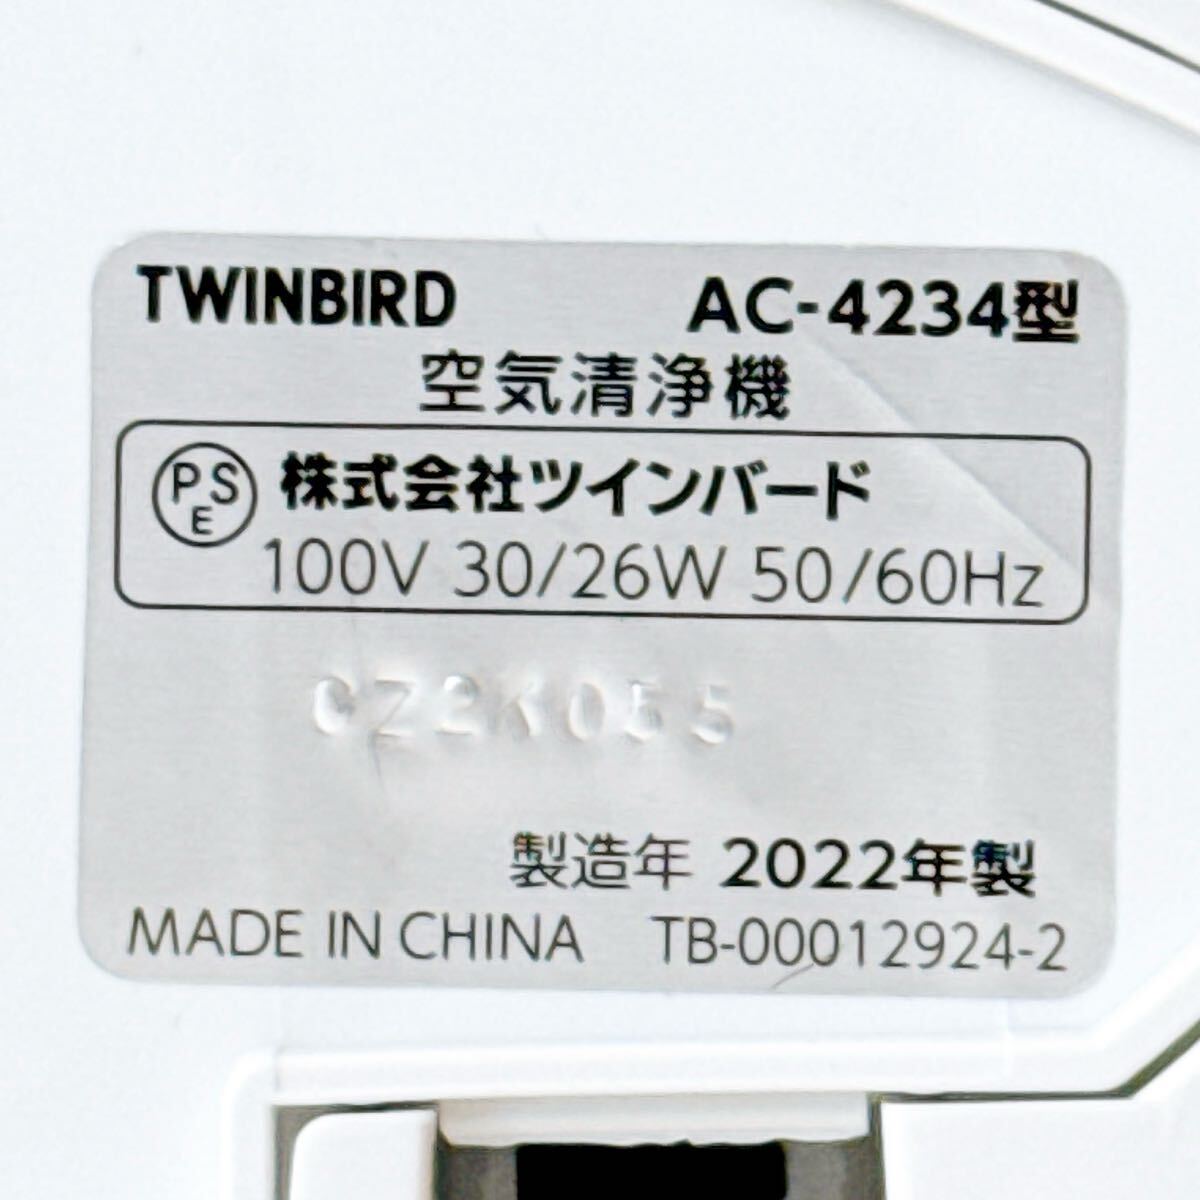 TWINBIRD AC-4234型
空気清浄機
PSE 株式会社ツインバード
100V 30/26W 50/60Hz
CZ2K055
製造年 2022年製
MADE IN CHINA TB-00012924-2